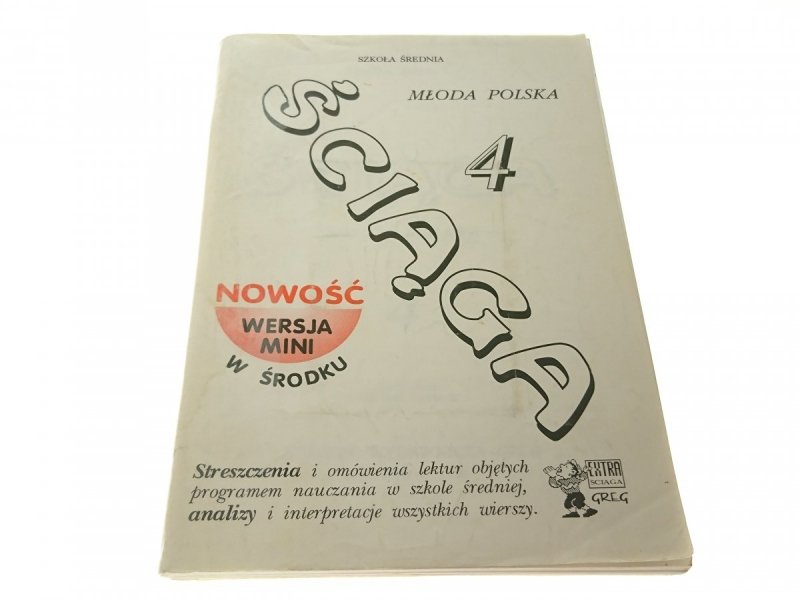 SZKOŁA ŚREDNIA
MŁODA POLSKA
4
ŚCIĄGA
NOWOŚĆ
WERSJA
MINI
W ŚRODKU
Streszczenia i omówienia lektur objętych
programem nauczania w szkole średniej,
analizy i interpretacje wszystkich wierszy.
EXTRA
ŚCIĄGA
GREG